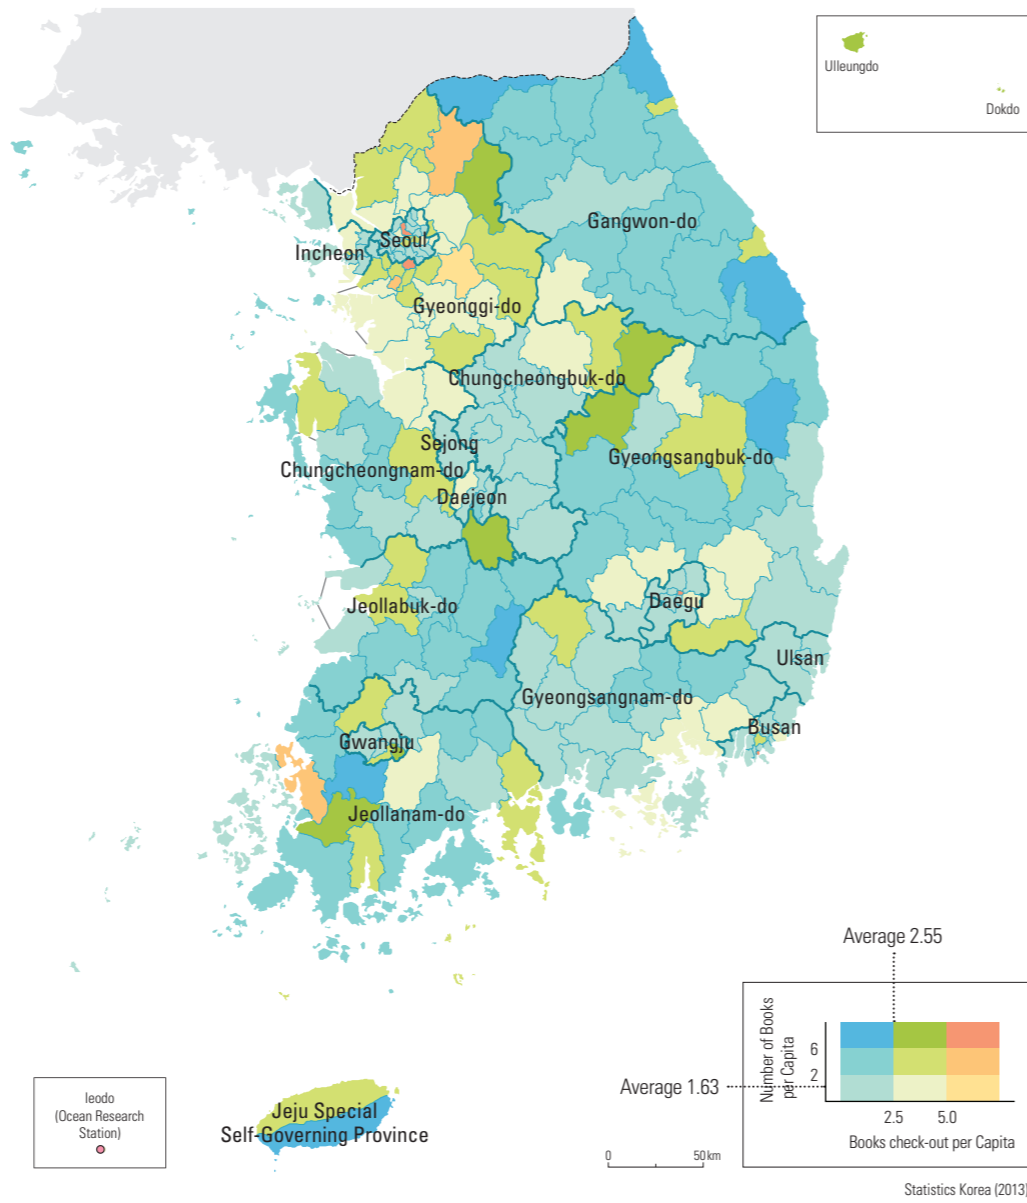 Ulleungdo
Dokdo
Gangwon-do
Seoul
Incheon
Gyeonggi-do
Chungcheongbuk-do
Sejong
Gyeongsangbuk-do
Chungcheongnam-do
Daejeon
Daegu
Jeollabuk-do
Ulsan
Gyeongsangnam-do
Busan
Gwangju
Jeollanam-do
Average 2.55
Number of Books
per Capita
6
2
Average 1.63
2.5 5.0
Books check-out per Capita
Ieodo
(Ocean Research
Station)
Jeju Special
Self-Governing Province
0 50 km
Statistics Korea (2013)